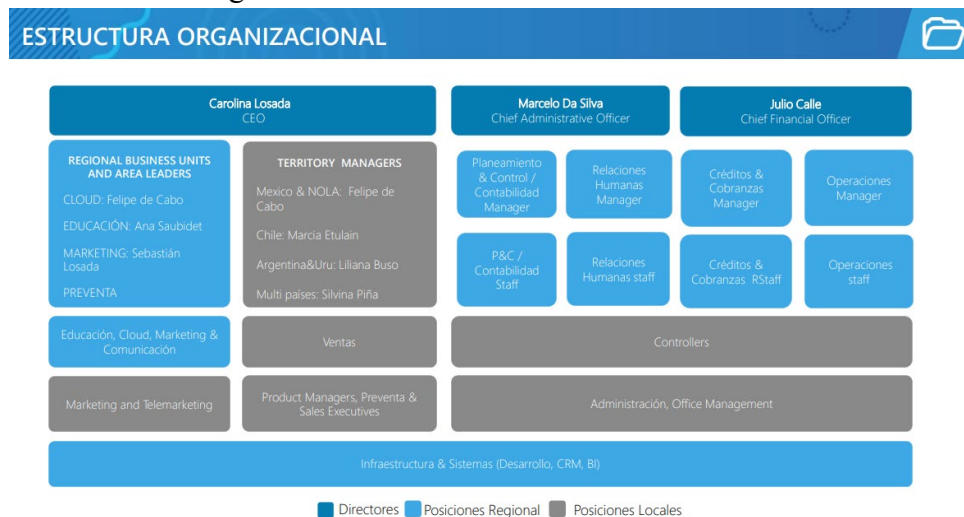 ESTRUCTURA ORGANIZACIONAL
Carolina Losada
CEO
Marcelo Da Silva
Chief Administrative Officer
Julio Calle
Chief Financial Officer
REGIONAL BUSINESS UNITS
AND AREA LEADERS
CLOUD: Felipe de Cabo
EDUCACIÓN: Ana Saubidet
MARKETING: Sebastián
Losada
PREVENTA
TERRITORY MANAGERS
Mexico & NOLA: Felipe de
Cabo
Chile: Marcia Etulain
Argentina&Uru: Liliana Buso
Multi países: Silvina Piña
Planeamiento
& Control /
Contabilidad
Manager
Relaciones
Humanas
Manager
Créditos &
Cobranzas
Manager
Operaciones
Manager
P&C /
Contabilidad
Staff
Relaciones
Humanas staff
Créditos &
Cobranzas RStaff
Operaciones
staff
Educación, Cloud, Marketing &
Comunicación
Ventas
Controllers
Marketing and Telemarketing
Product Managers, Preventa &
Sales Executives
Administración, Office Management
Infraestructura & Sistemas (Desarrollo, CRM, BI)
Directores
Posiciones Regional
Posiciones Locales